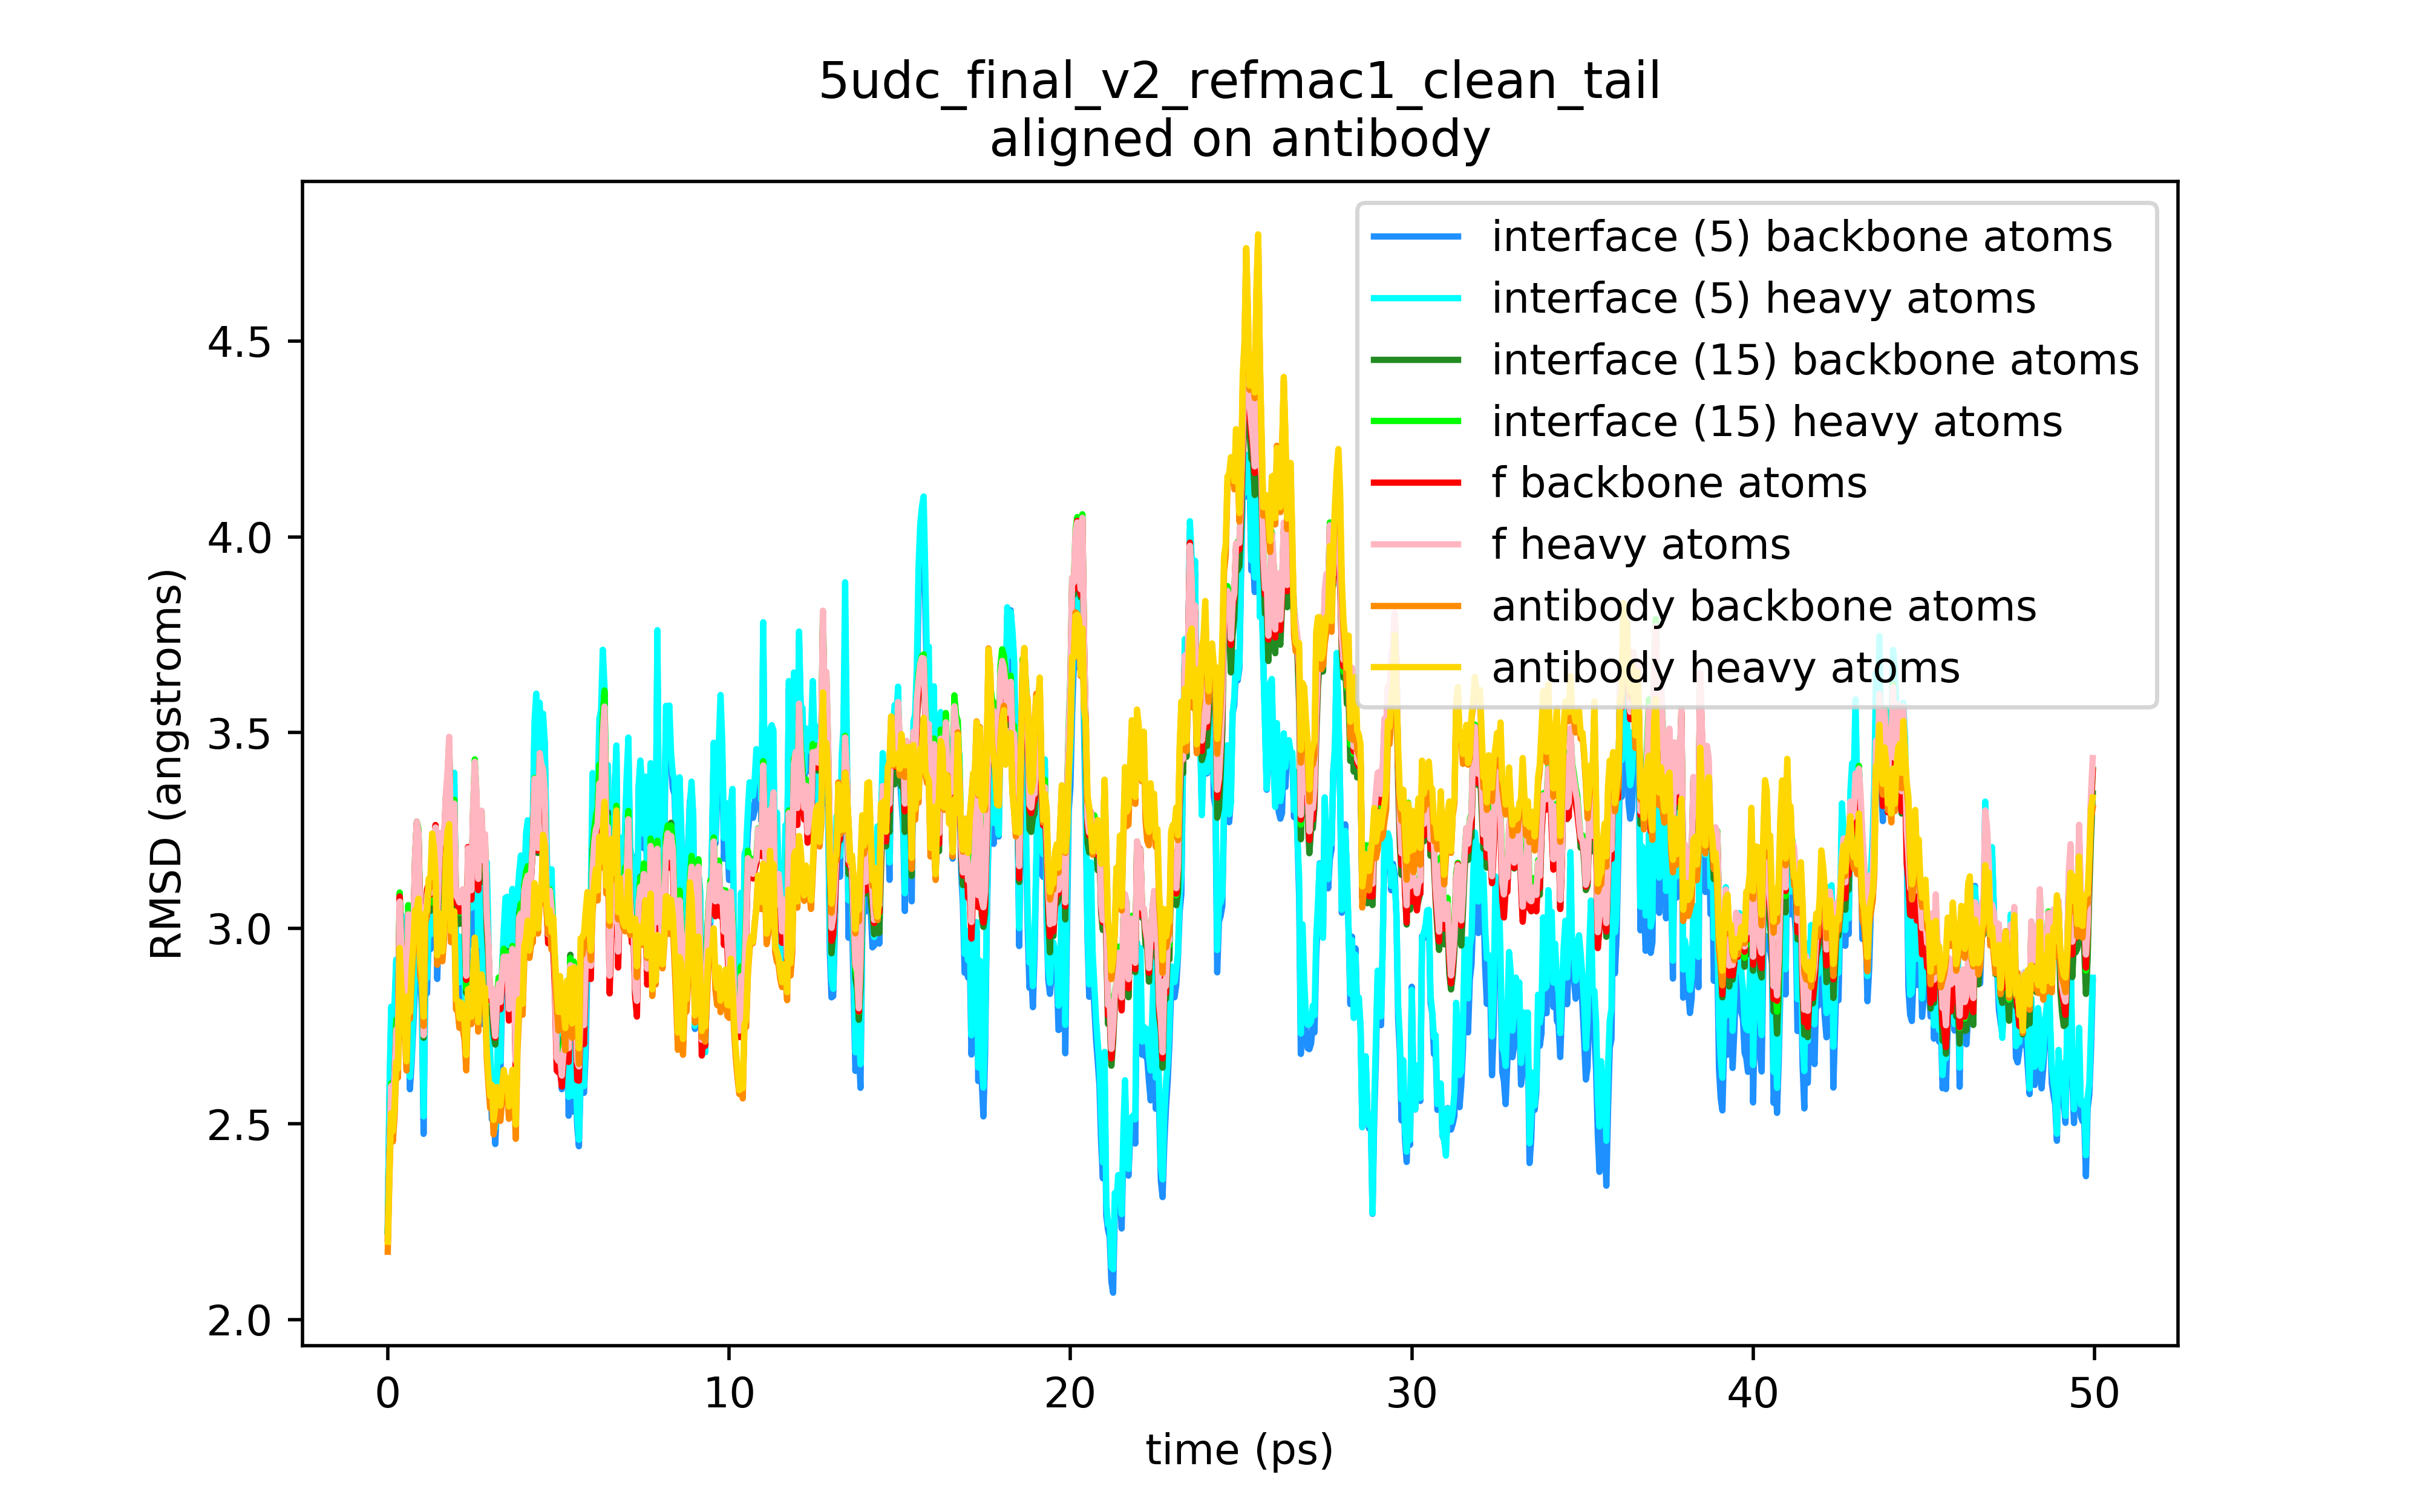 5udc_final_v2_refmac1_clean_tail
aligned on antibody
interface (5) backbone atoms
interface (5) heavy atoms
interface (15) backbone atoms
interface (15) heavy atoms
f backbone atoms
f heavy atoms
antibody backbone atoms
antibody heavy atoms
RMSD (angstroms)
4.5
4.0
3.5
3.0
2.5
2.0
0 10 20 30 40 50
time (ps)